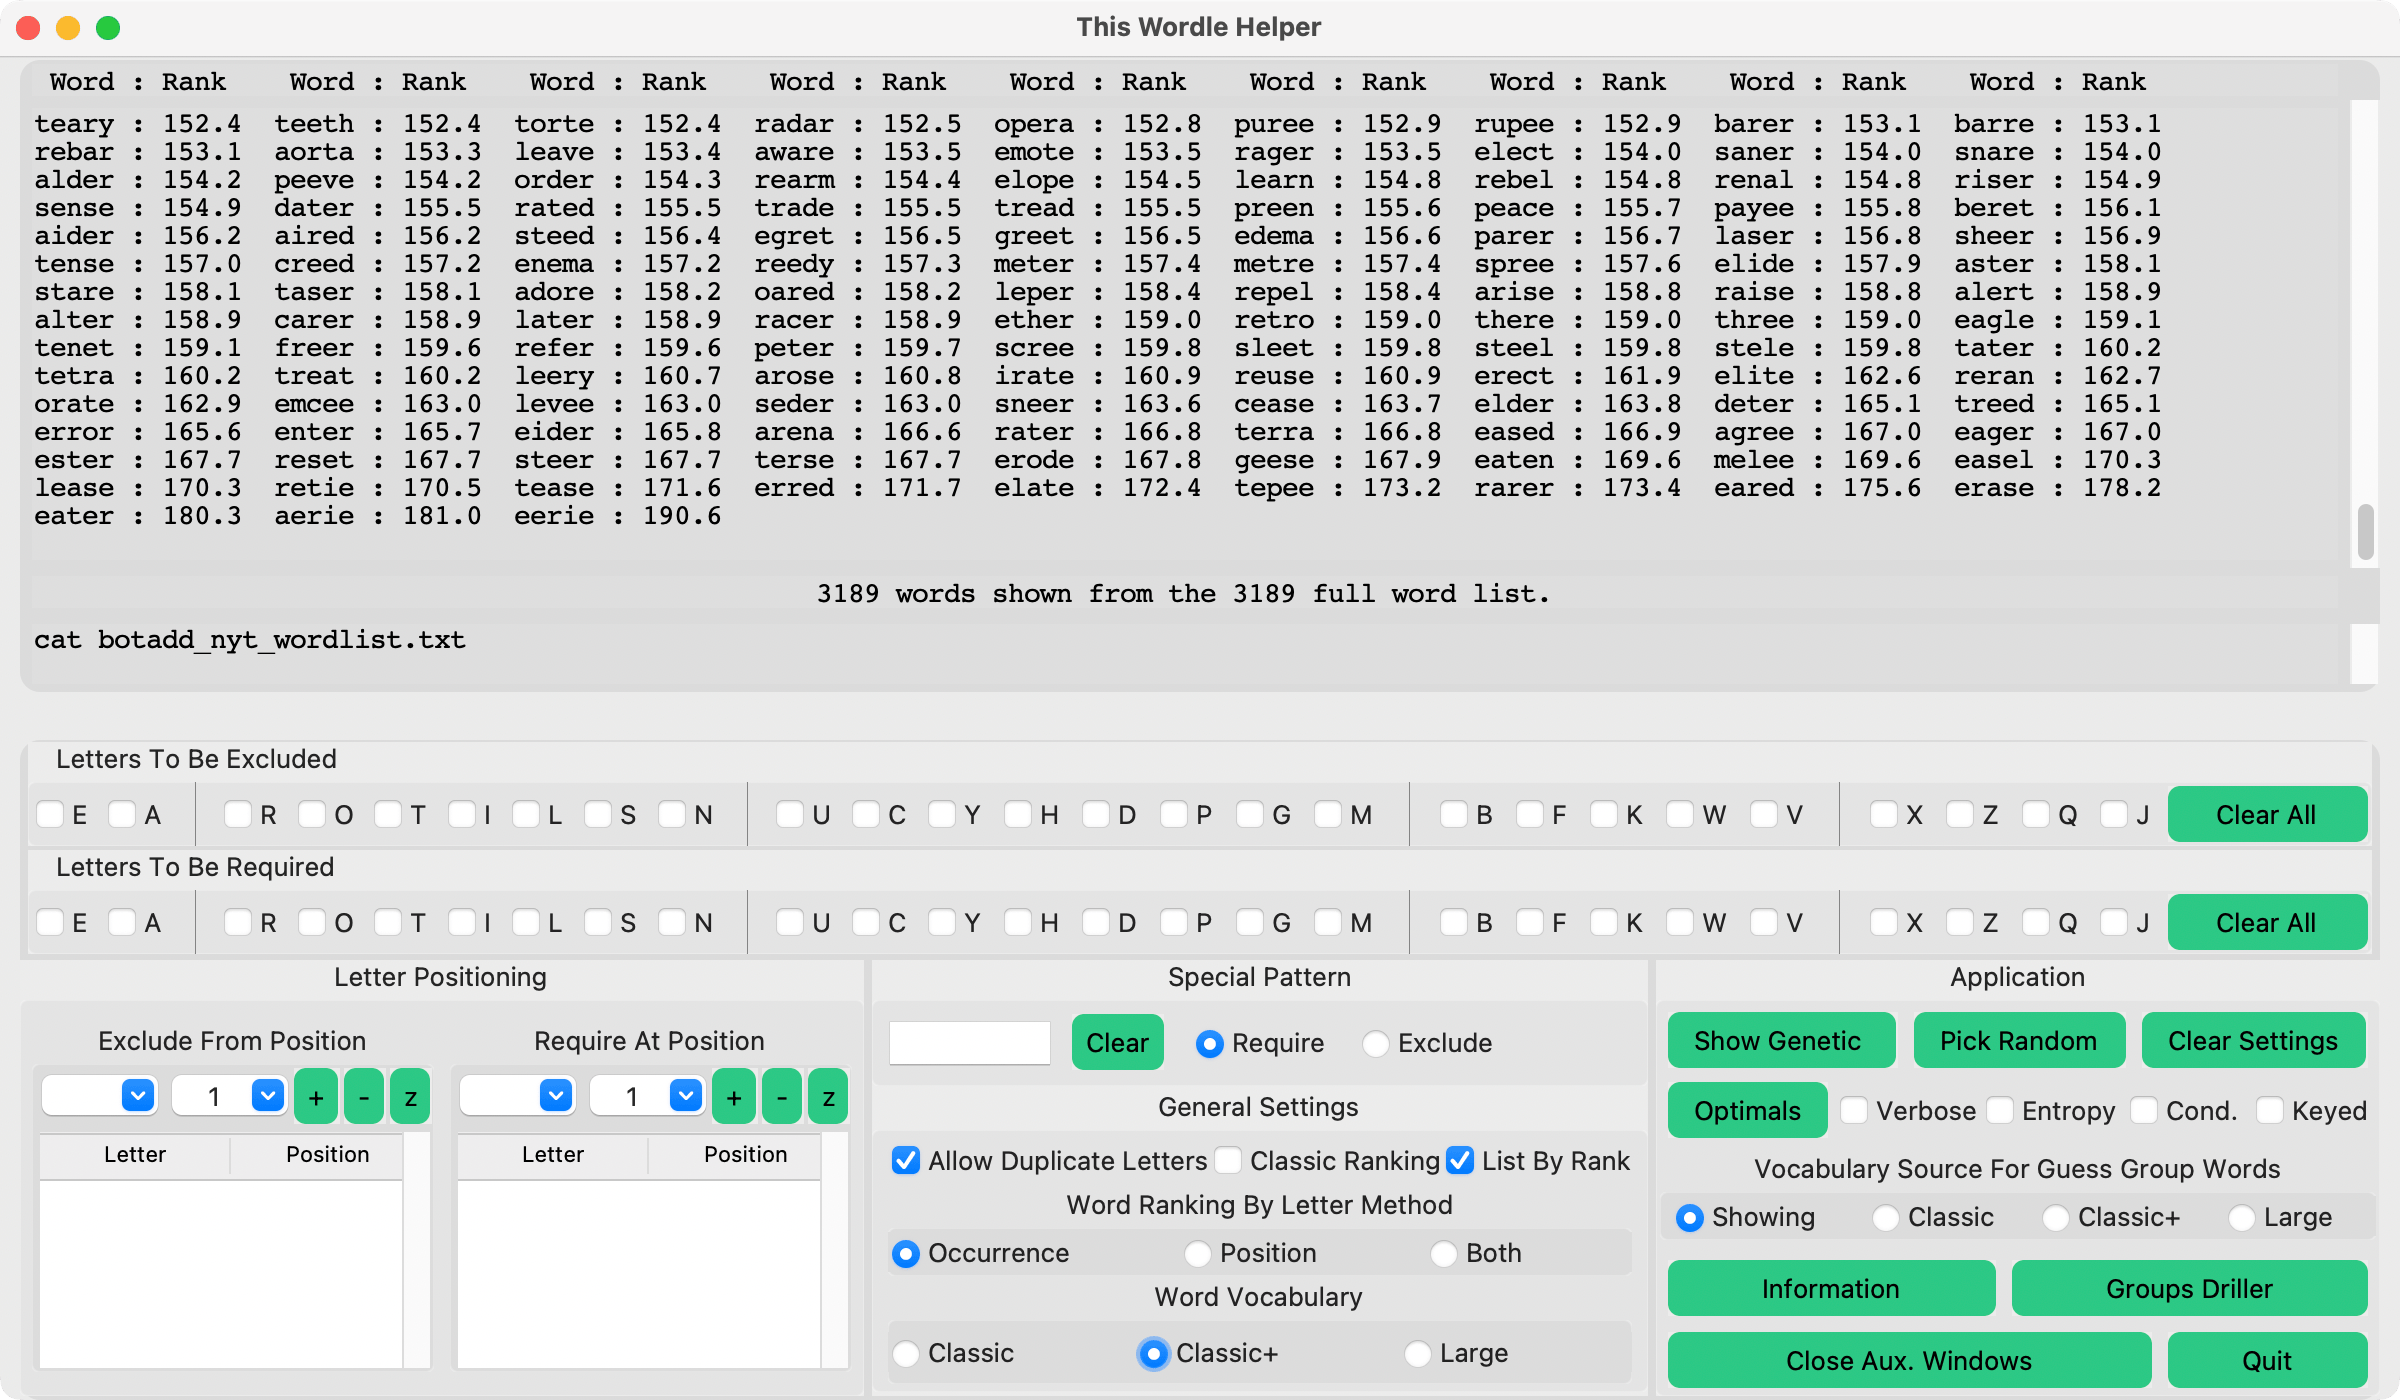 This Wordle Helper
Word : Rank Word : Rank Word : Rank Word : Rank Word : Rank Word : Rank Word : Rank Word : Rank Word : Rank
teary : 152.4 teeth : 152.4 torte : 152.4 radar : 152.5 opera : 152.8 puree : 152.9 rupee : 152.9 barer : 153.1 barre : 153.1
rebar : 153.1 aorta : 153.3 leave : 153.4 aware : 153.5 emote : 153.5 rager : 153.5 elect : 154.0 saner : 154.0 snare : 154.0
alder : 154.2 peeve : 154.2 order : 154.3 rearm : 154.4 elope : 154.5 learn : 154.8 rebel : 154.8 renal : 154.8 riser : 154.9
sense : 154.9 dater : 155.5 rated : 155.5 trade : 155.5 tread : 155.5 preen : 155.6 peace : 155.7 payee : 155.8 beret : 156.1
aider : 156.2 aired : 156.2 steed : 156.4 egret : 156.5 greet : 156.5 edema : 156.6 parer : 156.7 laser : 156.8 sheer : 156.9
tense : 157.0 creed : 157.2 enema : 157.2 reedy : 157.3 meter : 157.4 metre : 157.4 spree : 157.6 elide : 157.9 aster : 158.1
stare : 158.1 taser : 158.1 adore : 158.2 oared : 158.2 leper : 158.4 repel : 158.4 arise : 158.8 raise : 158.8 alert : 158.9
alter : 158.9 carer : 158.9 later : 158.9 racer : 158.9 ether : 159.0 retro : 159.0 there : 159.0 three : 159.0 eagle : 159.1
tenet : 159.1 freer : 159.6 refer : 159.6 peter : 159.7 scree : 159.8 sleet : 159.8 steel : 159.8 stele : 159.8 tater : 160.2
tetra : 160.2 treat : 160.2 leery : 160.7 arose : 160.8 irate : 160.9 reuse : 160.9 erect : 161.9 elite : 162.6 reran : 162.7
orate : 162.9 emcee : 163.0 levee : 163.0 seder : 163.0 sneer : 163.6 cease : 163.7 elder : 163.8 deter : 165.1 treed : 165.1
error : 165.6 enter : 165.7 eider : 165.8 arena : 166.6 rater : 166.8 terra : 166.8 eased : 166.9 agree : 167.0 eager : 167.0
ester : 167.7 reset : 167.7 steer : 167.7 terse : 167.7 erode : 167.8 geese : 167.9 eaten : 169.6 melee : 169.6 easel : 170.3
lease : 170.3 retie : 170.5 tease : 171.6 erred : 171.7 elate : 172.4 tepee : 173.2 rarer : 173.4 eared : 175.6 erase : 178.2
eater : 180.3 aerie : 181.0 eerie : 190.6
3189 words shown from the 3189 full word list.
cat botadd_nyt_wordlist.txt
Letters To Be Excluded
E A R O T I L S N U C Y H D P G M B F K W V X Z Q J Clear All
Letters To Be Required
E A R O T I L S N U C Y H D P G M B F K W V X Z Q J Clear All
Letter Positioning
Exclude From Position Require At Position
1 + - z 1 + - z
Letter Position Letter Position
Special Pattern
Clear Require Exclude
General Settings
Allow Duplicate Letters Classic Ranking List By Rank
Word Ranking By Letter Method
Occurrence Position Both
Word Vocabulary
Classic Classic+ Large
Application
Show Genetic Pick Random Clear Settings
Optimals Verbose Entropy Cond. Keyed
Vocabulary Source For Guess Group Words
Showing Classic Classic+ Large
Information Groups Driller
Close Aux. Windows Quit